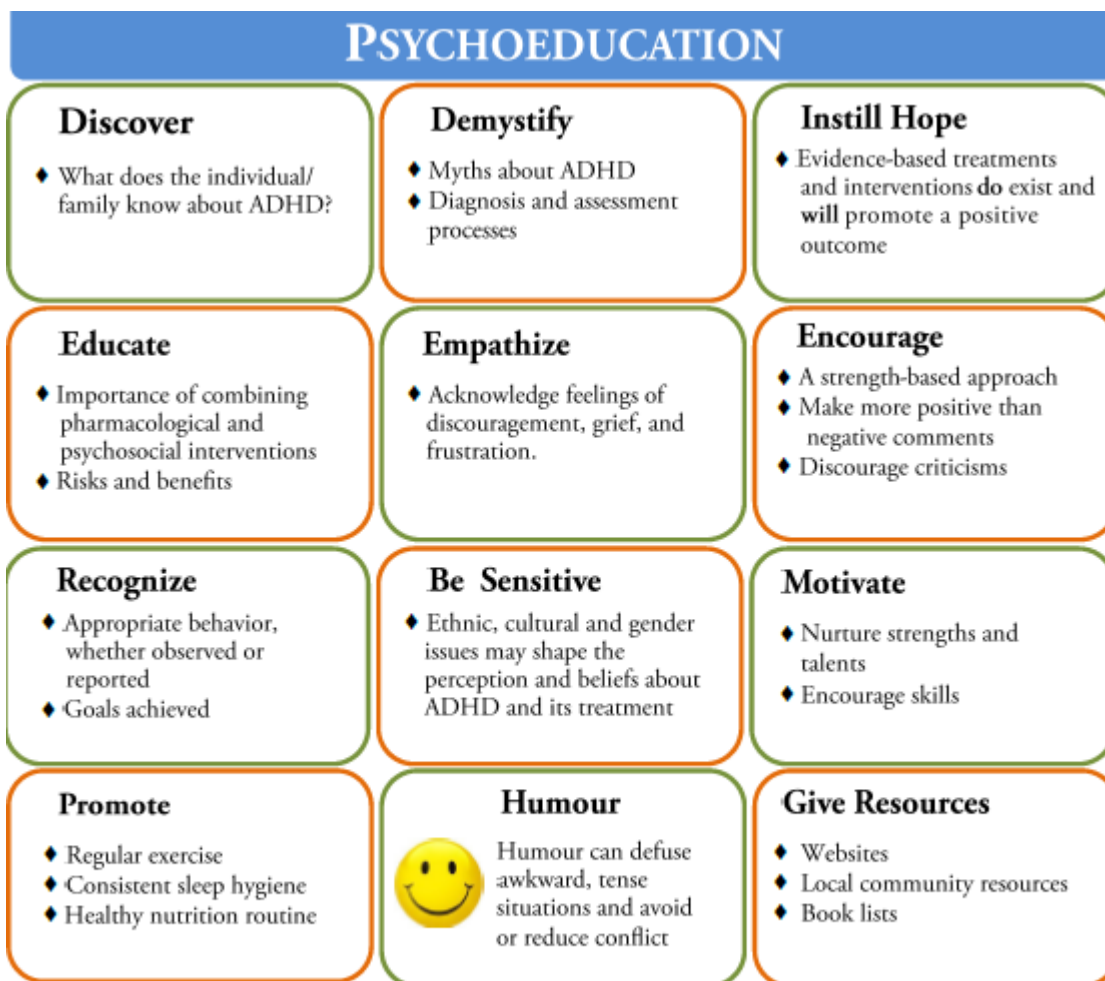 PSYCHOEDUCATION
Discover
♦ What does the individual/
family know about ADHD?
Demystify
♦ Myths about ADHD
♦ Diagnosis and assessment
processes
Instill Hope
♦ Evidence-based treatments
and interventions do exist and
will promote a positive
outcome
Educate
♦ Importance of combining
pharmacological and
psychosocial interventions
♦ Risks and benefits
Empathize
♦ Acknowledge feelings of
discouragement, grief, and
frustration.
Encourage
♦ A strength-based approach
♦ Make more positive than
negative comments
♦ Discourage criticisms
Recognize
♦ Appropriate behavior,
whether observed or
reported
♦ Goals achieved
Be Sensitive
♦ Ethnic, cultural and gender
issues may shape the
perception and beliefs about
ADHD and its treatment
Motivate
♦ Nurture strengths and
talents
♦ Encourage skills
Promote
♦ Regular exercise
♦ Consistent sleep hygiene
♦ Healthy nutrition routine
Humour
Humour can defuse
awkward, tense
situations and avoid
or reduce conflict
Give Resources
♦ Websites
♦ Local community resources
♦ Book lists